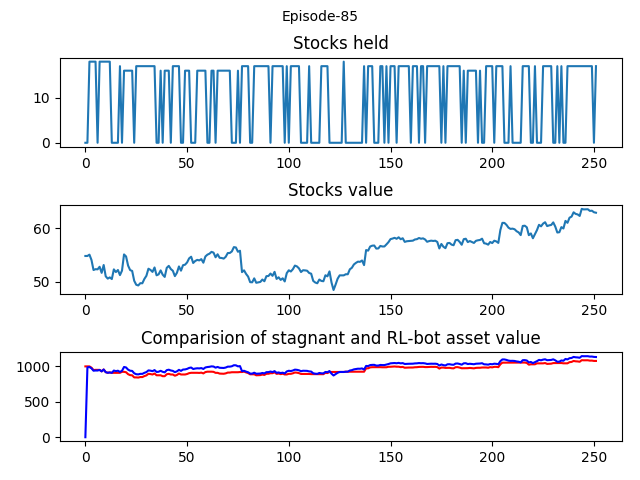 Episode-85
Stocks held
10
0
0 50 100 150 200 250
Stocks value
60
50
0 50 100 150 200 250
Comparision of stagnant and RL-bot asset value
1000
500
0
0 50 100 150 200 250